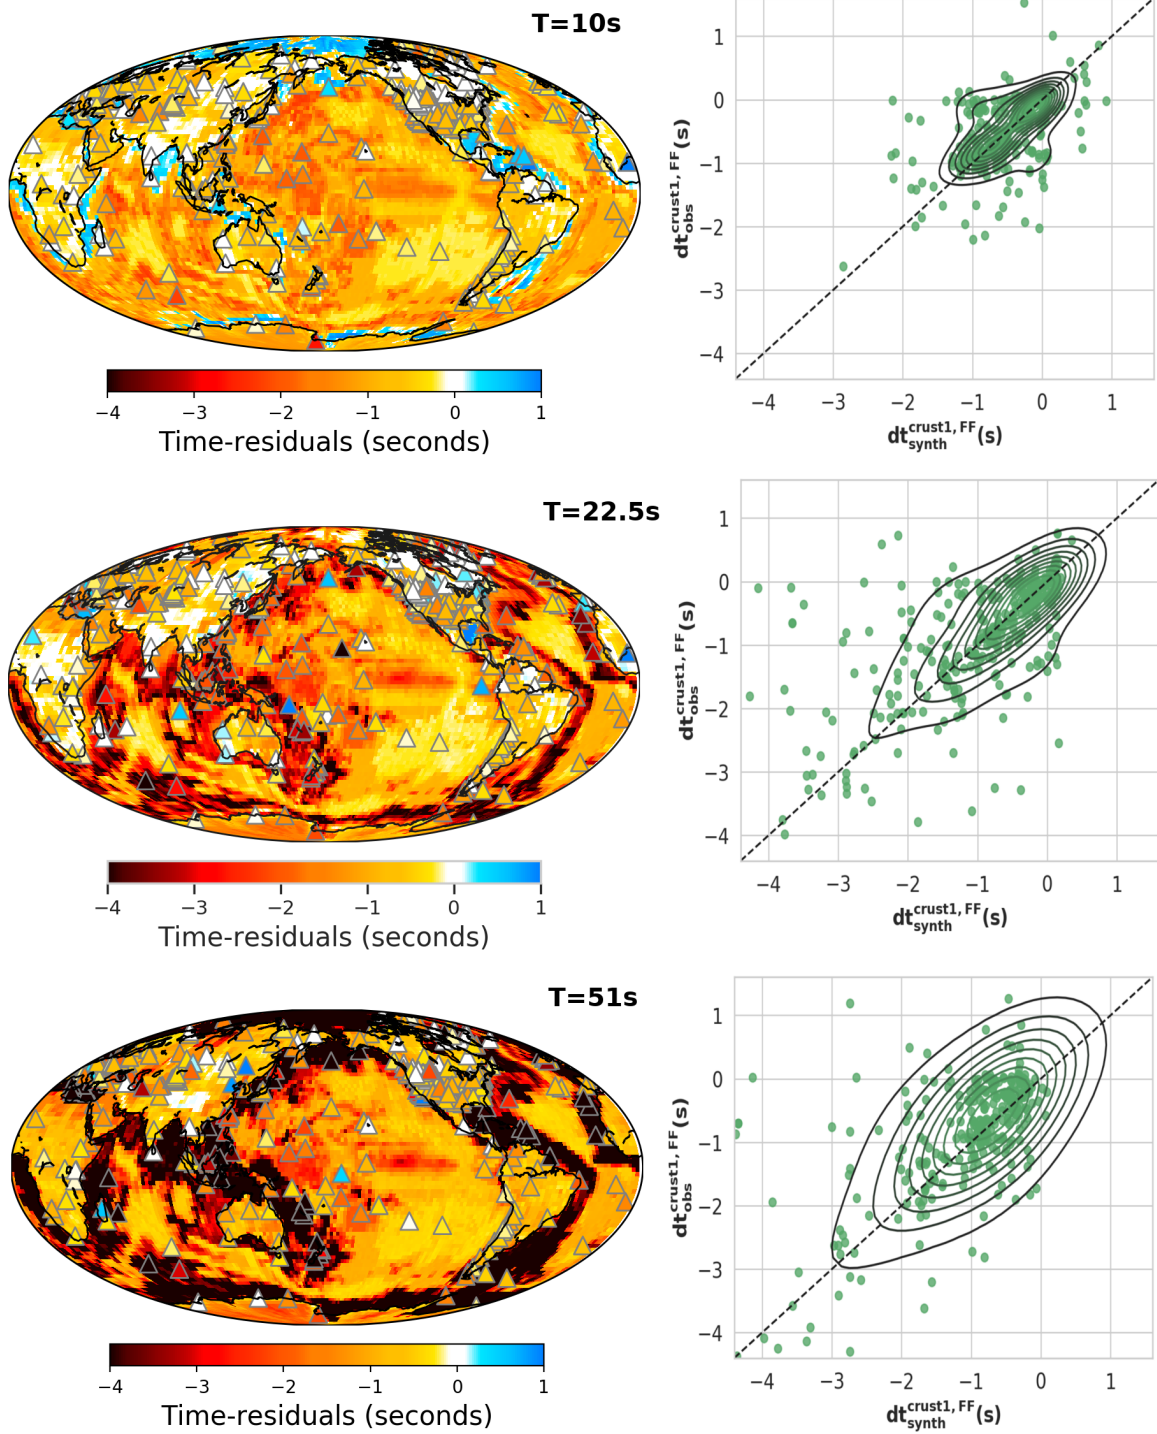 T=10s
−4 −3 −2 −1 0 1
Time-residuals (seconds)
1
0
−1
−2
−3
−4
dt_obs^crust1, FF(s)
−4 −3 −2 −1 0 1
dt_synth^crust1, FF(s)
T=22.5s
−4 −3 −2 −1 0 1
Time-residuals (seconds)
1
0
−1
−2
−3
−4
dt_obs^crust1, FF(s)
−4 −3 −2 −1 0 1
dt_synth^crust1, FF(s)
T=51s
−4 −3 −2 −1 0 1
Time-residuals (seconds)
1
0
−1
−2
−3
−4
dt_obs^crust1, FF(s)
−4 −3 −2 −1 0 1
dt_synth^crust1, FF(s)